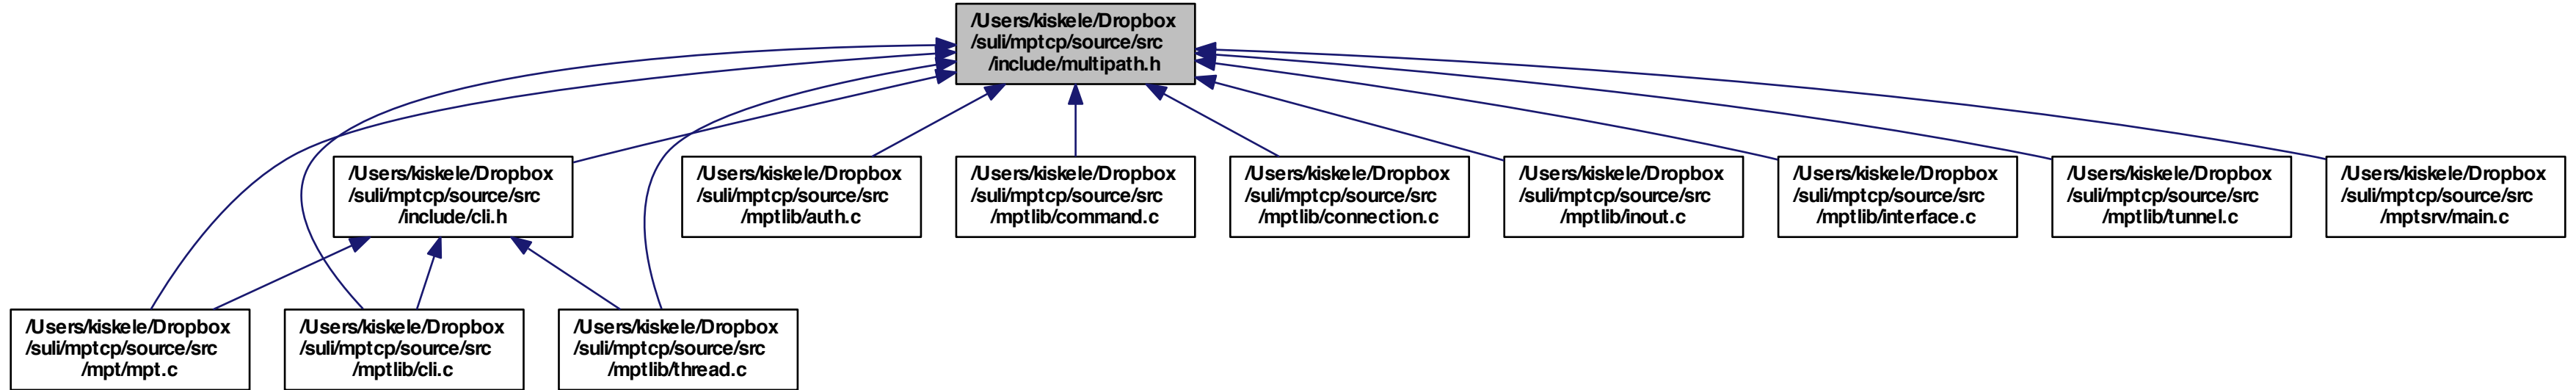 /Users/kiskele/Dropbox
/suli/mptcp/source/src
/include/multipath.h
/Users/kiskele/Dropbox
/suli/mptcp/source/src
/include/cli.h
/Users/kiskele/Dropbox
/suli/mptcp/source/src
/mptlib/auth.c
/Users/kiskele/Dropbox
/suli/mptcp/source/src
/mptlib/command.c
/Users/kiskele/Dropbox
/suli/mptcp/source/src
/mptlib/connection.c
/Users/kiskele/Dropbox
/suli/mptcp/source/src
/mptlib/inout.c
/Users/kiskele/Dropbox
/suli/mptcp/source/src
/mptlib/interface.c
/Users/kiskele/Dropbox
/suli/mptcp/source/src
/mptlib/tunnel.c
/Users/kiskele/Dropbox
/suli/mptcp/source/src
/mptsrv/main.c
/Users/kiskele/Dropbox
/suli/mptcp/source/src
/mpt/mpt.c
/Users/kiskele/Dropbox
/suli/mptcp/source/src
/mptlib/cli.c
/Users/kiskele/Dropbox
/suli/mptcp/source/src
/mptlib/thread.c